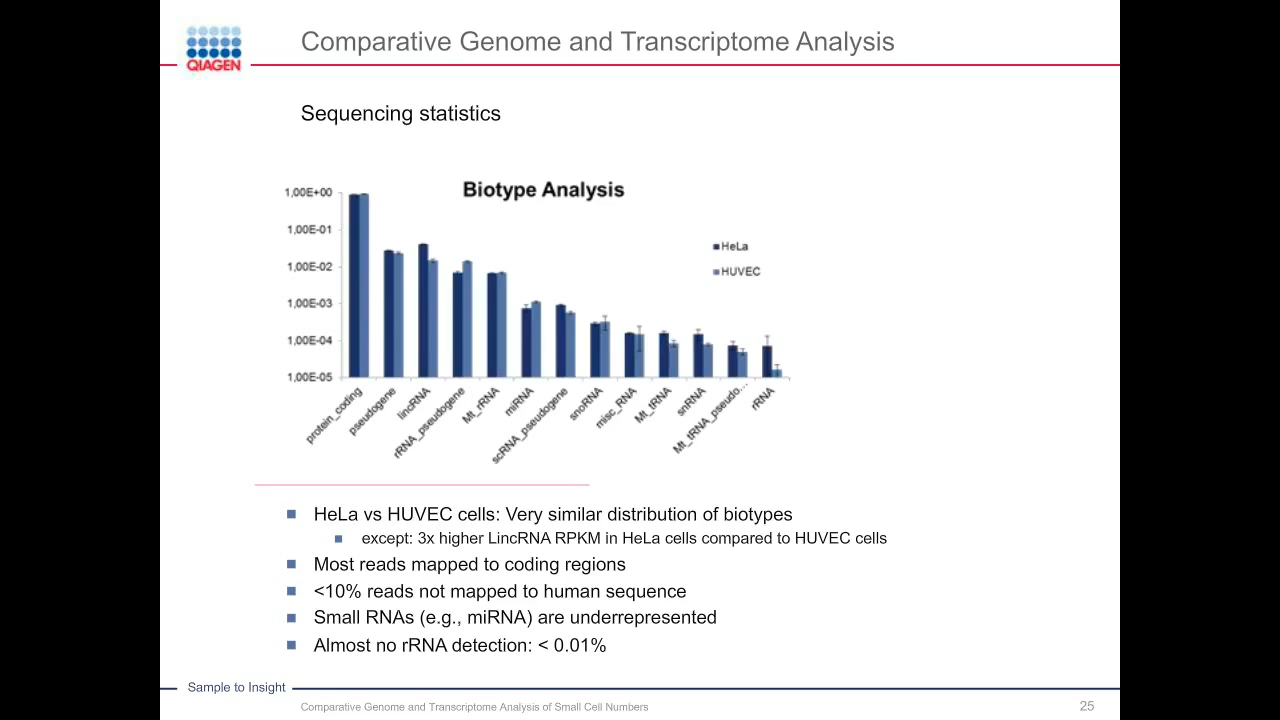 Comparative Genome and Transcriptome Analysis
QIAGEN
Sequencing statistics
Biotype Analysis
1,00E+00
1,00E-01
1,00E-02
1,00E-03
1,00E-04
1,00E-05
HeLa
HUVEC
protein_coding
pseudogene
lincRNA
rRNA_pseudogene
Mt_rRNA
miRNA
scRNA_pseudogene
snoRNA
misc_RNA
Mt_tRNA
snRNA
Mt_tRNA_pseudo...
rRNA
HeLa vs HUVEC cells: Very similar distribution of biotypes
except: 3x higher LincRNA RPKM in HeLa cells compared to HUVEC cells
Most reads mapped to coding regions
<10% reads not mapped to human sequence
Small RNAs (e.g., miRNA) are underrepresented
Almost no rRNA detection: < 0.01%
Sample to Insight
Comparative Genome and Transcriptome Analysis of Small Cell Numbers
25